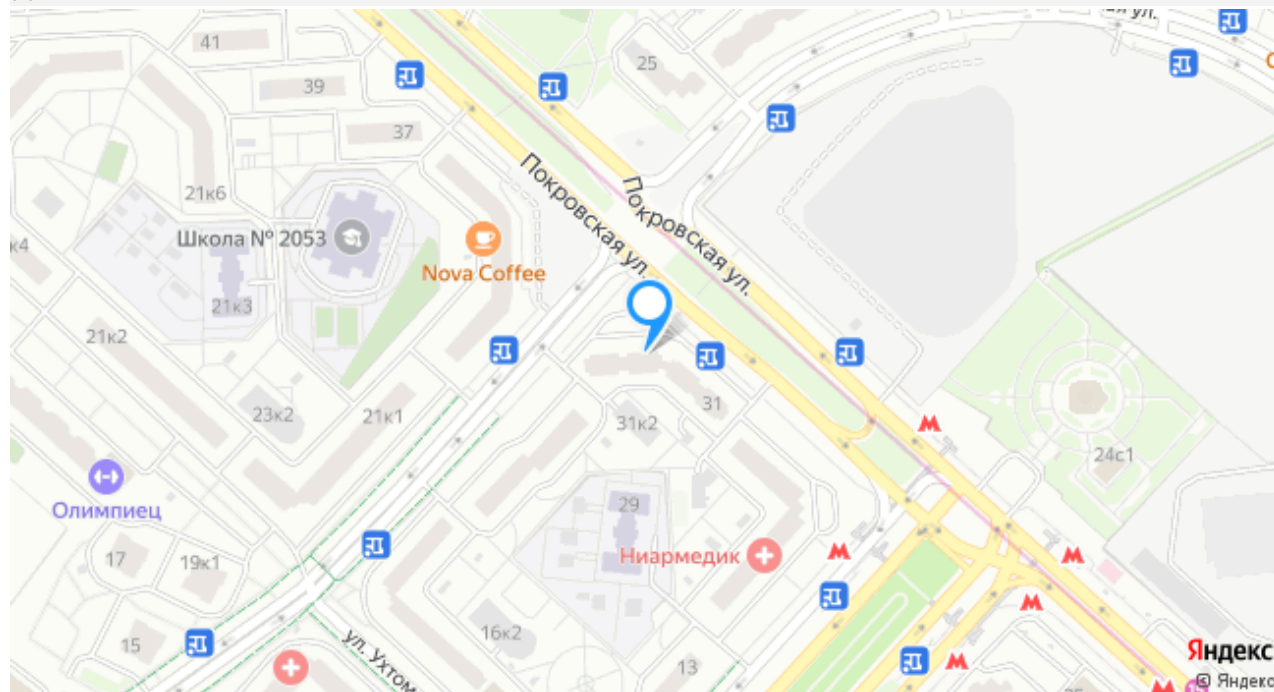 41
25
39
37
Покровская ул.
Покровская ул.
21к6
Школа № 2053
Nova Coffee
21к3
21к2
23к2
21к1
31
31к2
24с1
Олимпиец
29
Ниармедик
17
19к1
15
16к2
13
ул. Ухтом
Яндекс
© Яндекс